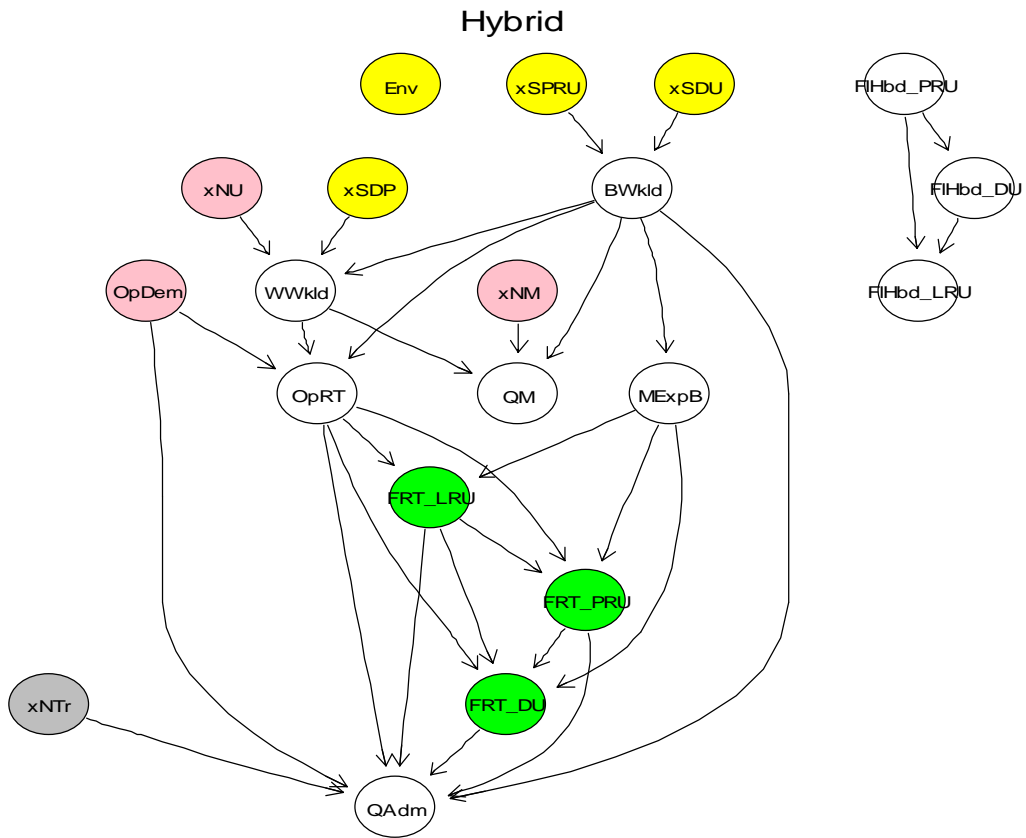 Hybrid
Env
xSPRU
xSDU
FlHbd_PRU
xNU
xSDP
BWkld
FlHbd_DU
OpDem
WWkld
xNM
FlHbd_LRU
OpRT
QM
MExpB
FRT_LRU
FRT_PRU
xNTr
FRT_DU
QAdm